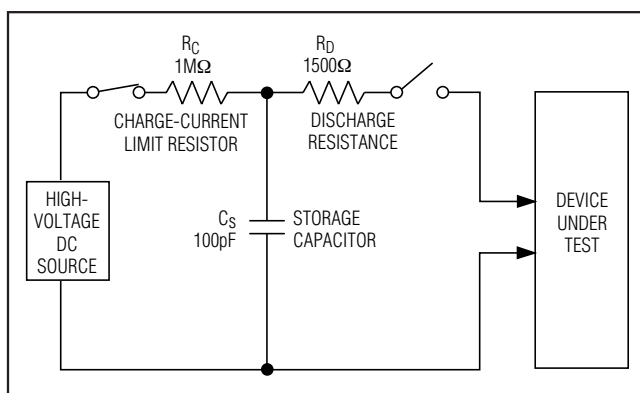 R_C
1MΩ
CHARGE-CURRENT
LIMIT RESISTOR
R_D
1500Ω
DISCHARGE
RESISTANCE
HIGH-
VOLTAGE
DC
SOURCE
C_S
100pF
STORAGE
CAPACITOR
DEVICE
UNDER
TEST